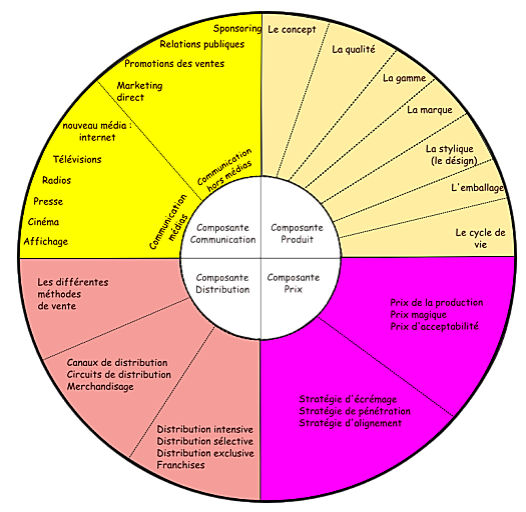 Sponsoring
Relations publiques
Promotions des ventes
Marketing
direct
Communication
hors médias
nouveau média :
internet
Télévisions
Radios
Presse
Cinéma
Affichage
Communication
médias
Le concept
La qualité
La gamme
La marque
La stylique
(le désign)
L'emballage
Le cycle de
vie
Composante
Communication
Composante
Produit
Composante
Distribution
Composante
Prix
Les différentes
méthodes
de vente
Canaux de distribution
Circuits de distribution
Merchandisage
Distribution intensive
Distribution sélective
Distribution exclusive
Franchises
Prix de la production
Prix magique
Prix d'acceptabilité
Stratégie d'écrémage
Stratégie de pénétration
Stratégie d'alignement